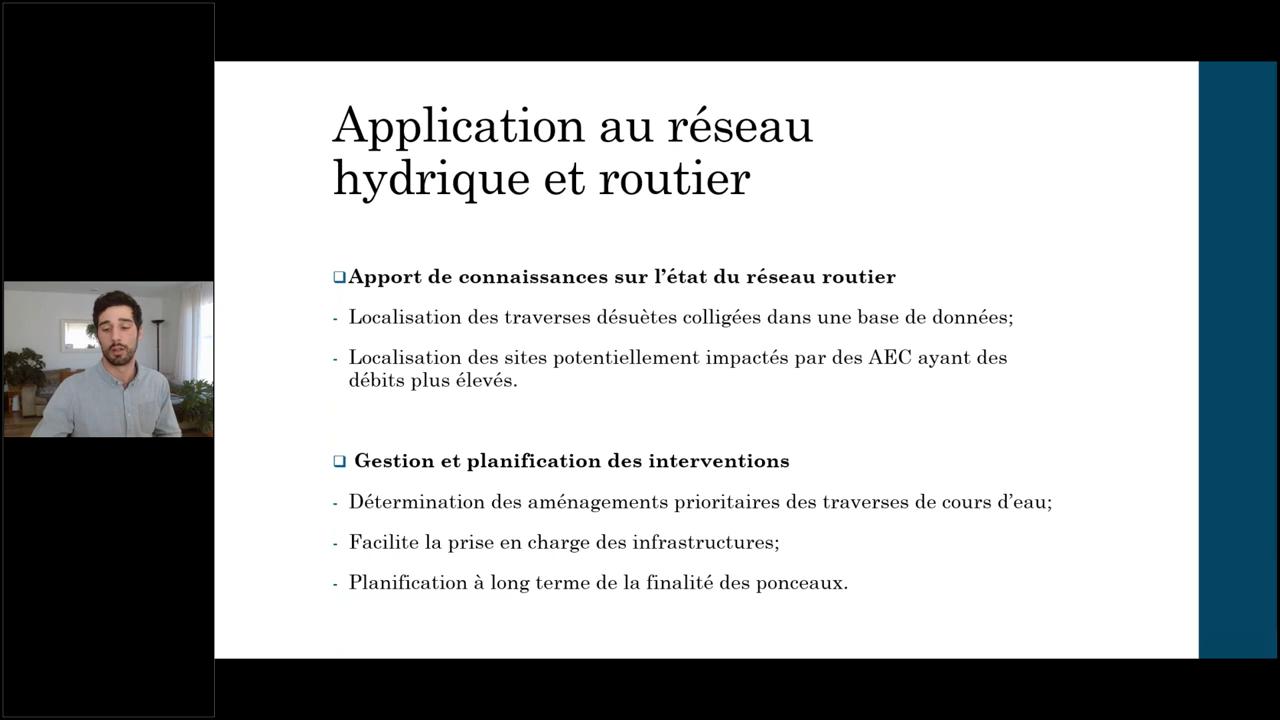 Application au réseau
hydrique et routier
❑Apport de connaissances sur l’état du réseau routier
- Localisation des traverses désuètes colligées dans une base de données;
- Localisation des sites potentiellement impactés par des AEC ayant des
débits plus élevés.
❑ Gestion et planification des interventions
- Détermination des aménagements prioritaires des traverses de cours d’eau;
- Facilite la prise en charge des infrastructures;
- Planification à long terme de la finalité des ponceaux.